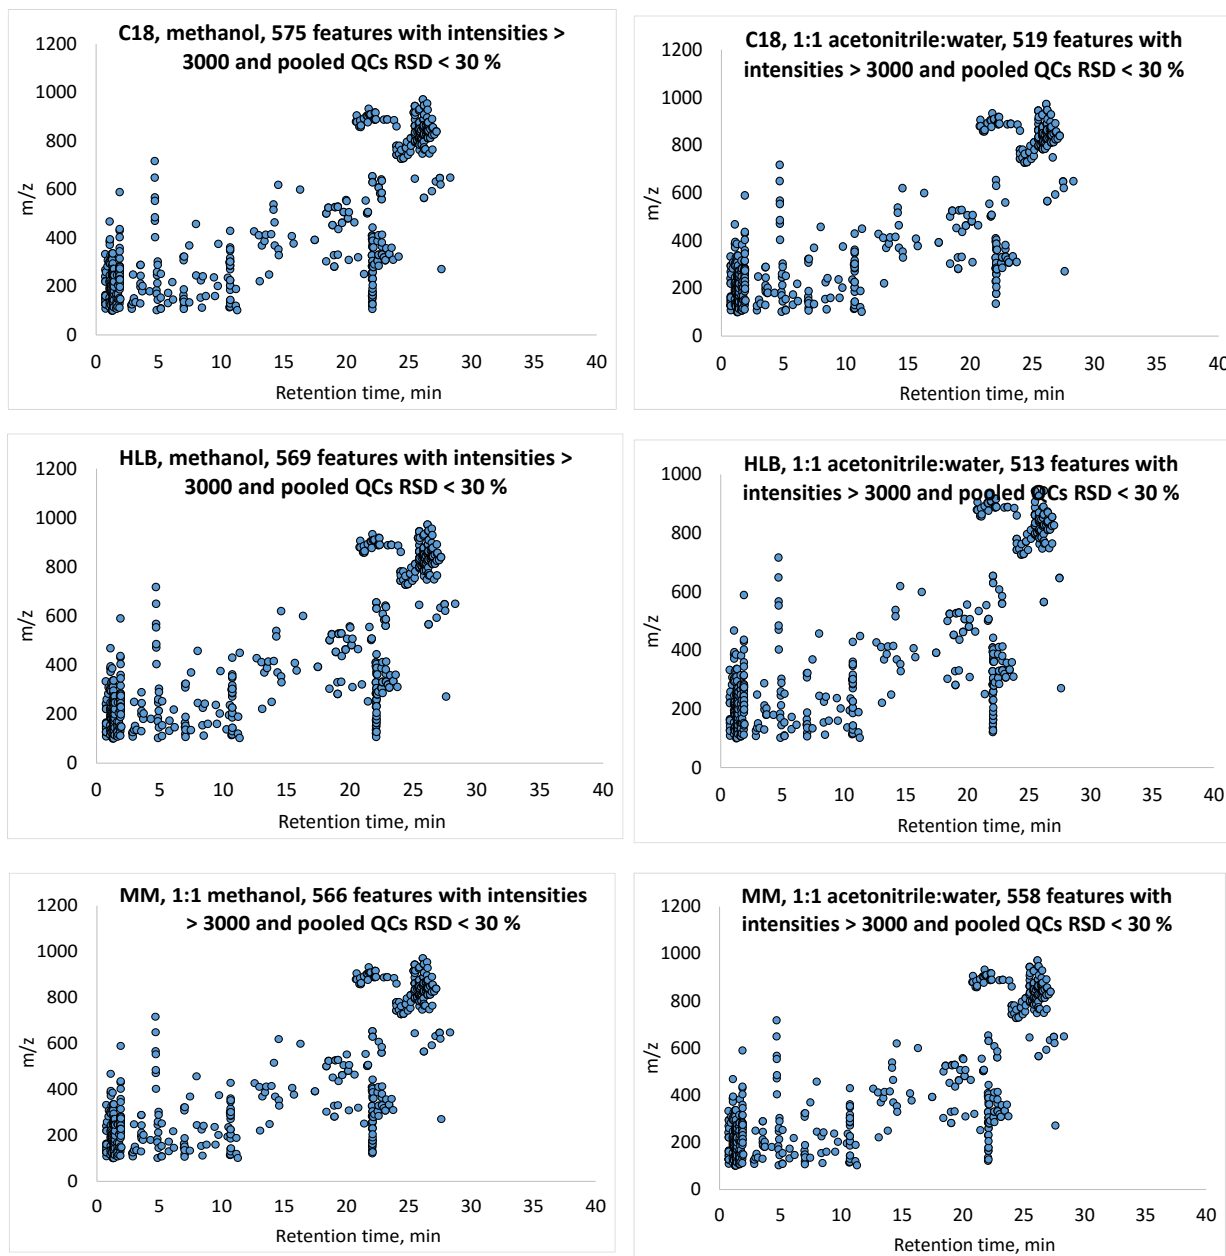 C18, methanol, 575 features with intensities >
3000 and pooled QCs RSD < 30 %
1200
1000
800
600
400
200
0
m/z
0 5 10 15 20 25 30 35 40
Retention time, min
C18, 1:1 acetonitrile:water, 519 features with
intensities > 3000 and pooled QCs RSD < 30 %
1200
1000
800
600
400
200
0
m/z
0 5 10 15 20 25 30 35 40
Retention time, min
HLB, methanol, 569 features with intensities >
3000 and pooled QCs RSD < 30 %
1200
1000
800
600
400
200
0
m/z
0 5 10 15 20 25 30 35 40
Retention time, min
HLB, 1:1 acetonitrile:water, 513 features with
intensities > 3000 and pooled QCs RSD < 30 %
1000
800
600
400
200
0
m/z
0 5 10 15 20 25 30 35 40
Retention time, min
MM, 1:1 methanol, 566 features with intensities
> 3000 and pooled QCs RSD < 30 %
1200
1000
800
600
400
200
0
m/z
0 5 10 15 20 25 30 35 40
Retention time, min
MM, 1:1 acetonitrile:water, 558 features with
intensities > 3000 and pooled QCs RSD < 30 %
1200
1000
800
600
400
200
0
m/z
0 5 10 15 20 25 30 35 40
Retention time, min